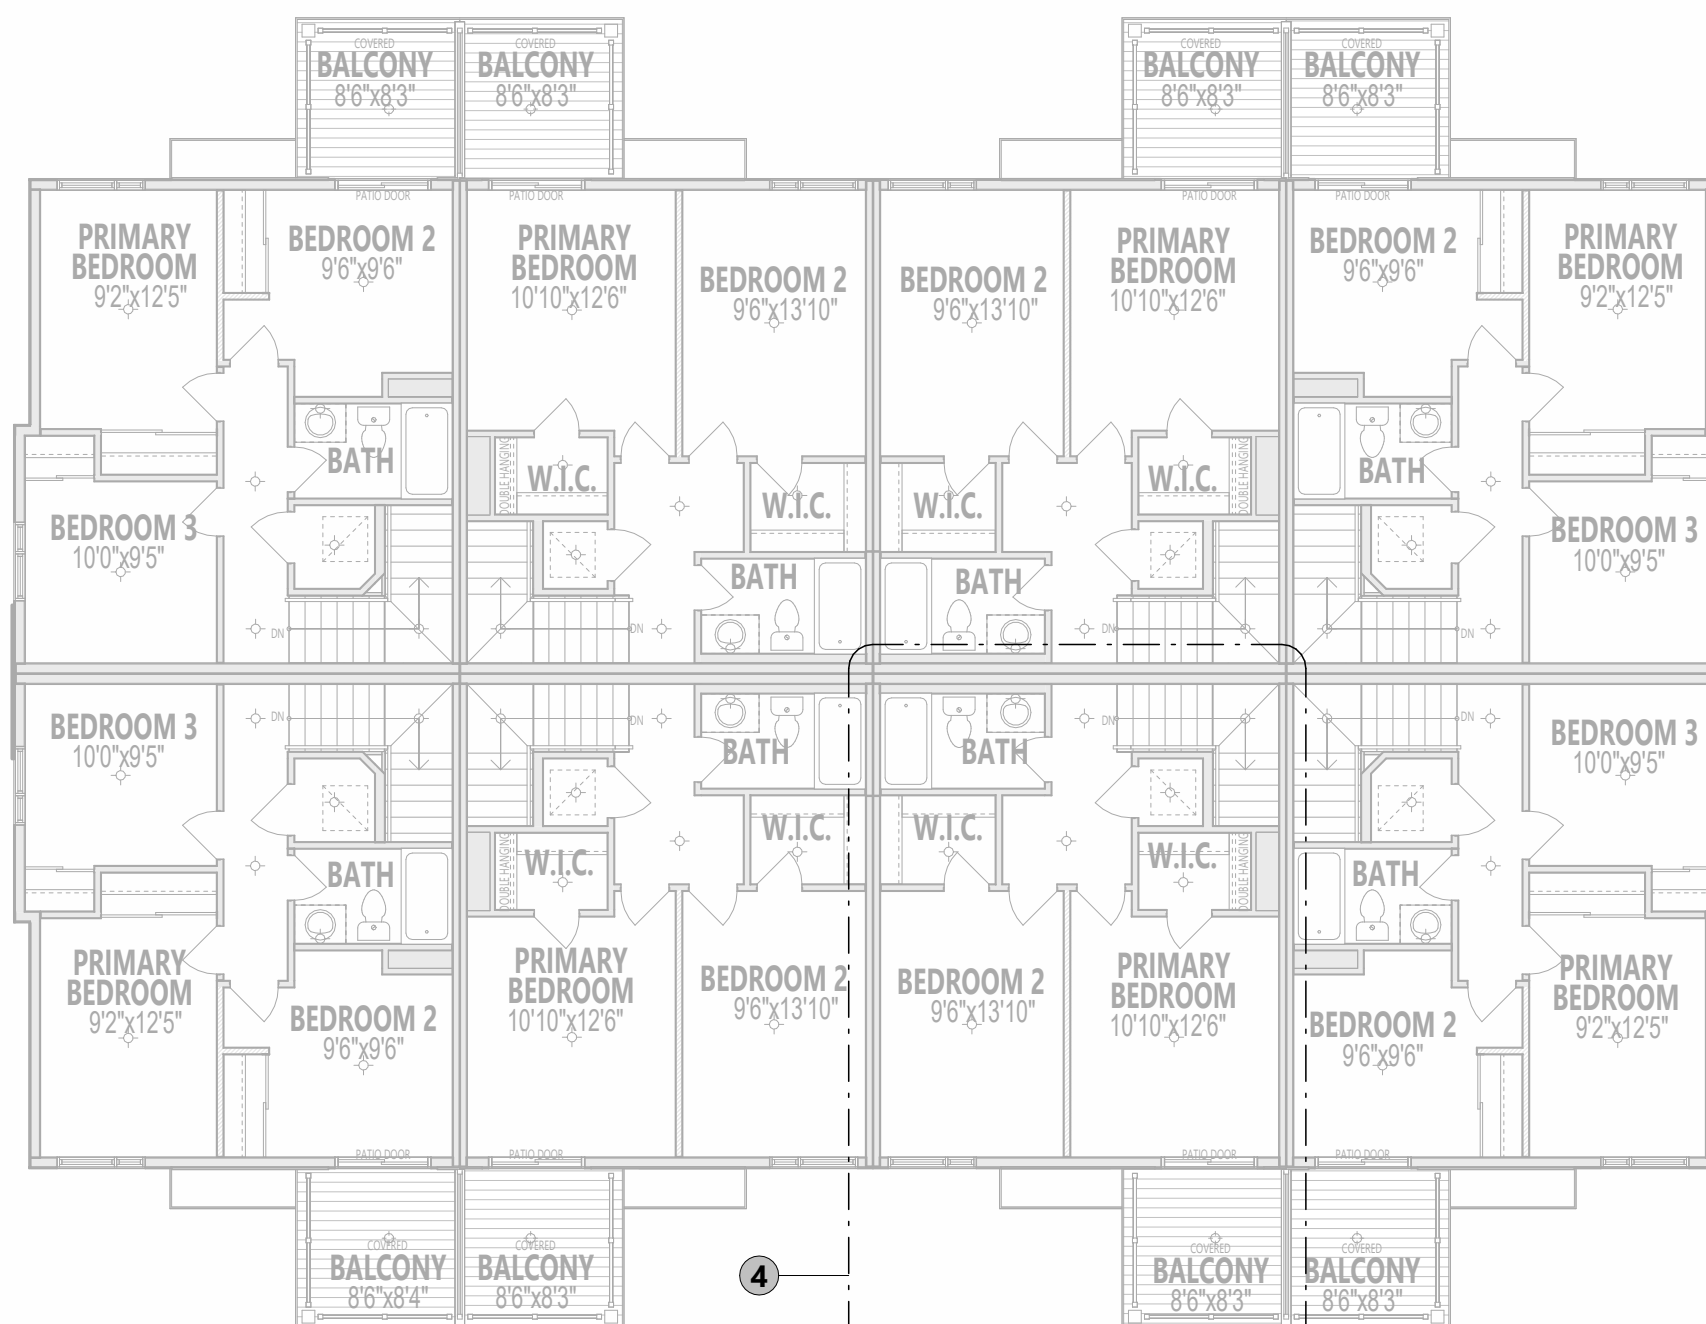 COVERED
BALCONY
8'6"x8'3"
COVERED
BALCONY
8'6"x8'3"
COVERED
BALCONY
8'6"x8'3"
COVERED
BALCONY
8'6"x8'3"
PATIO DOOR
PATIO DOOR
PATIO DOOR
PATIO DOOR
PRIMARY
BEDROOM
9'2"x12'5"
BEDROOM 2
9'6"x9'6"
PRIMARY
BEDROOM
10'10"x12'6"
BEDROOM 2
9'6"x13'10"
BEDROOM 2
9'6"x13'10"
PRIMARY
BEDROOM
10'10"x12'6"
BEDROOM 2
9'6"x9'6"
PRIMARY
BEDROOM
9'2"x12'5"
BATH
DOUBLE HANGING
W.I.C.
W.I.C.
W.I.C.
W.I.C.
DOUBLE HANGING
BATH
BEDROOM 3
10'0"x9'5"
BATH
BATH
BEDROOM 3
10'0"x9'5"
DN
DN
DN
DN
BEDROOM 3
10'0"x9'5"
DN
DN
BATH
BATH
DN
DN
BEDROOM 3
10'0"x9'5"
BATH
DOUBLE HANGING
W.I.C.
W.I.C.
W.I.C.
W.I.C.
DOUBLE HANGING
BATH
PRIMARY
BEDROOM
9'2"x12'5"
BEDROOM 2
9'6"x9'6"
PRIMARY
BEDROOM
10'10"x12'6"
BEDROOM 2
9'6"x13'10"
BEDROOM 2
9'6"x13'10"
PRIMARY
BEDROOM
10'10"x12'6"
BEDROOM 2
9'6"x9'6"
PRIMARY
BEDROOM
9'2"x12'5"
PATIO DOOR
PATIO DOOR
PATIO DOOR
PATIO DOOR
COVERED
BALCONY
8'6"x8'4"
COVERED
BALCONY
8'6"x8'3"
4
COVERED
BALCONY
8'6"x8'3"
COVERED
BALCONY
8'6"x8'3"